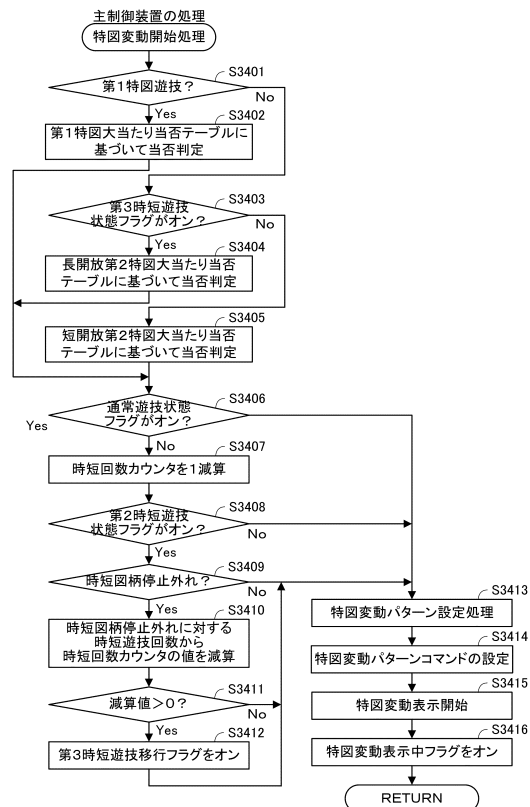 主制御装置の処理
特図変動開始処理
S3401
第1特図遊技?
No
Yes
S3402
第1特図大当たり当否テーブルに
基づいて当否判定
S3403
第3時短遊技
状態フラグがオン?
No
Yes
S3404
長開放第2特図大当たり当否
テーブルに基づいて当否判定
S3405
短開放第2特図大当たり当否
テーブルに基づいて当否判定
S3406
通常遊技状態
フラグがオン?
Yes
No
S3407
時短回数カウンタを1減算
S3408
第2時短遊技
状態フラグがオン?
No
Yes
S3409
時短図柄停止外れ?
No
Yes
S3410
時短図柄停止外れに対する
時短遊技回数から
時短回数カウンタの値を減算
S3411
減算値>0?
No
Yes
S3412
第3時短遊技移行フラグをオン
S3413
特図変動パターン設定処理
S3414
特図変動パターンコマンドの設定
S3415
特図変動表示開始
S3416
特図変動表示中フラグをオン
RETURN